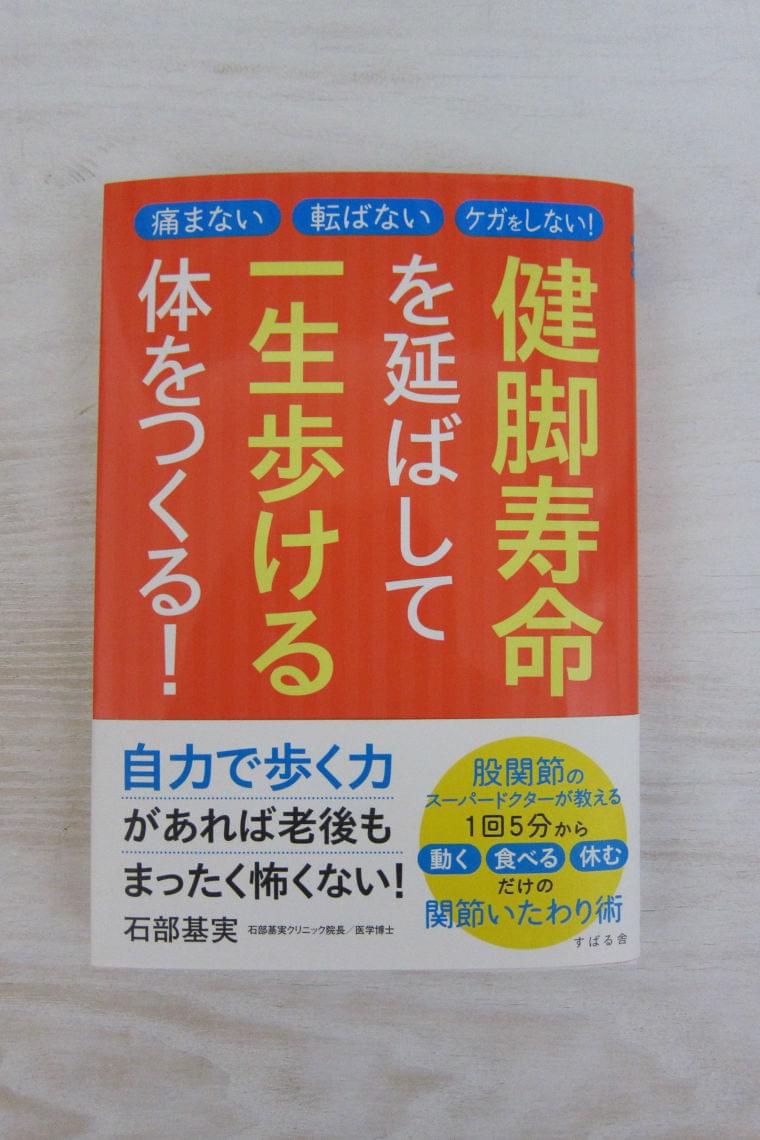 痛まない
転ばない
ケガをしない!
健脚寿命
を延ばして
一生歩ける
体をつくる!
自力で歩く力
があれば老後も
まったく怖くない!
石部基実 石部基実クリニック院長/医学博士
股関節の
スーパードクターが教える
1回5分から
動く 食べる 休む
だけの
関節いたわり術
すばる舎